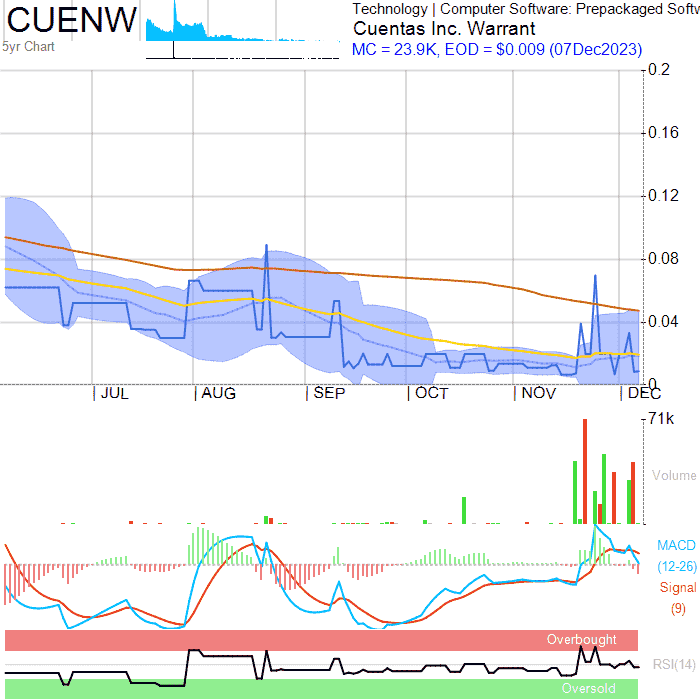 CUENW
5yr Chart
Technology | Computer Software: Prepackaged Softw
Cuentas Inc. Warrant
MC = 23.9K, EOD = $0.009 (07Dec2023)
0.2
0.16
0.12
0.08
0.04
0
JUL AUG SEP OCT NOV DEC
71k
Volume
MACD
(12-26)
Signal
(9)
Overbought
RSI(14)
Oversold